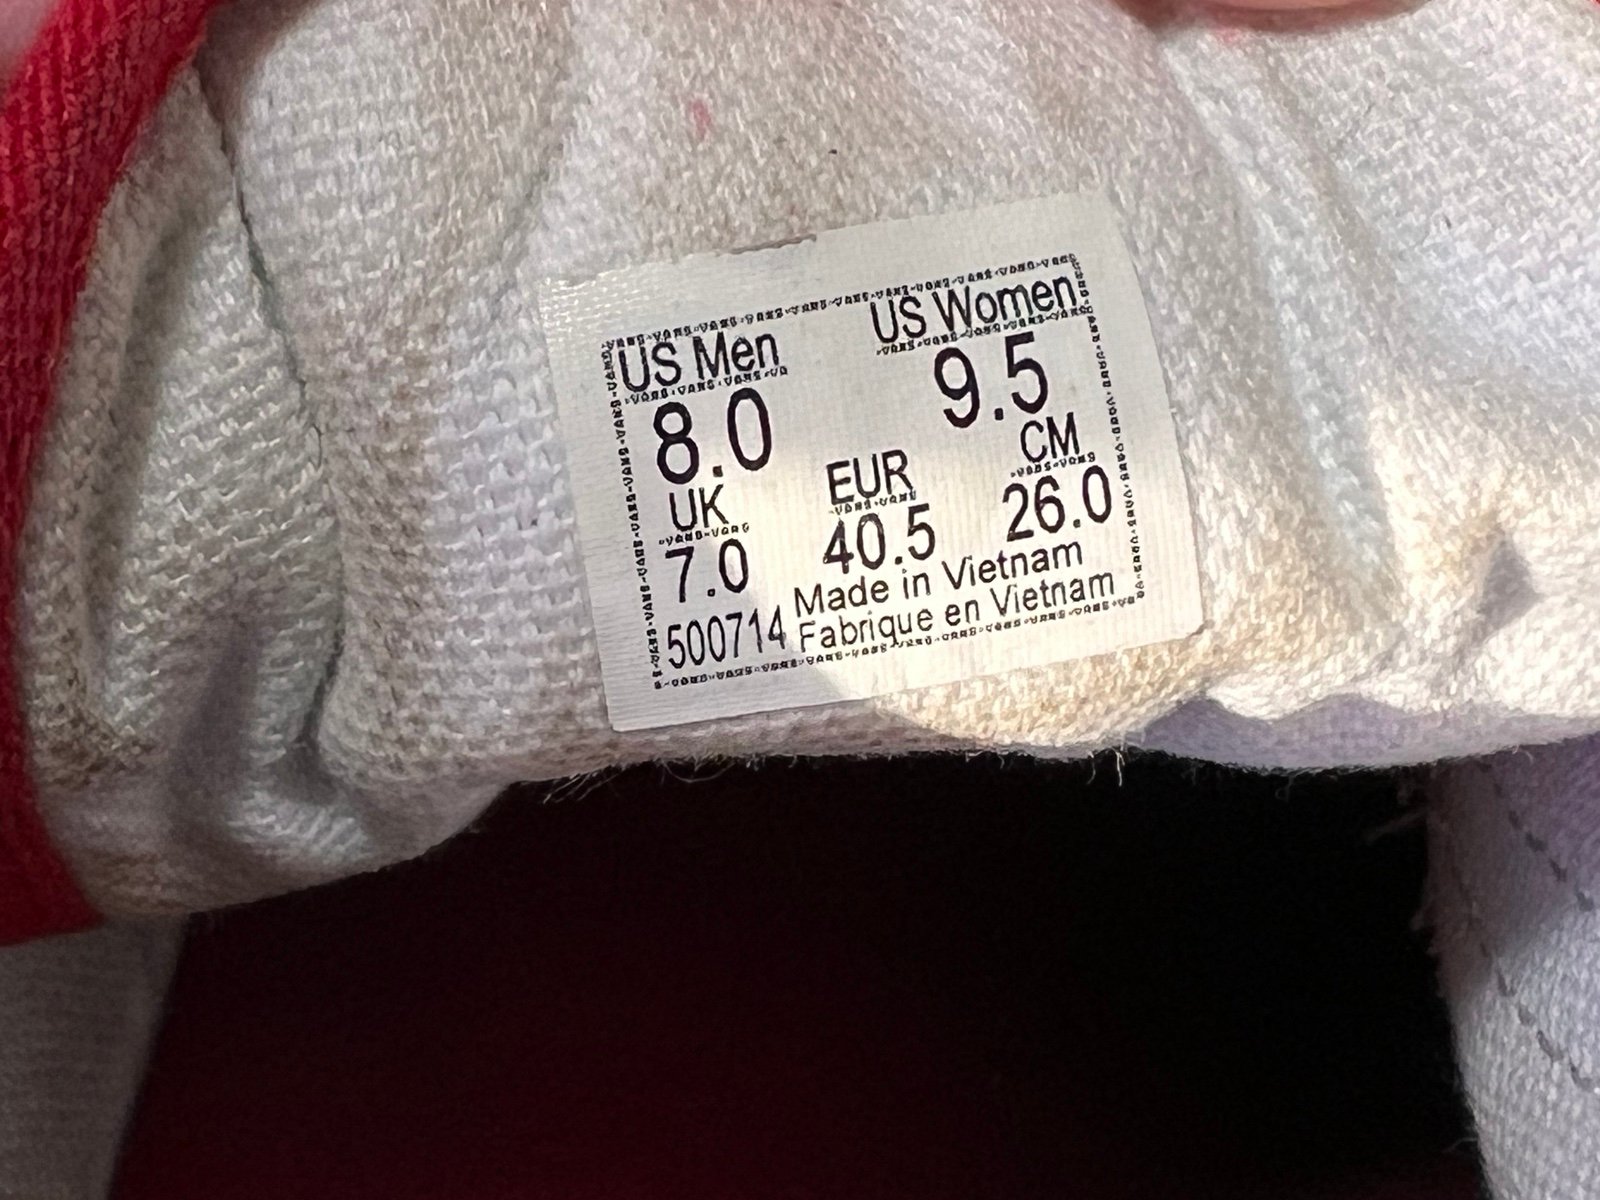 US Men US Women
8.0 9.5
UK EUR CM
7.0 40.5 26.0
Made in Vietnam
500714 Fabriqué en Vietnam